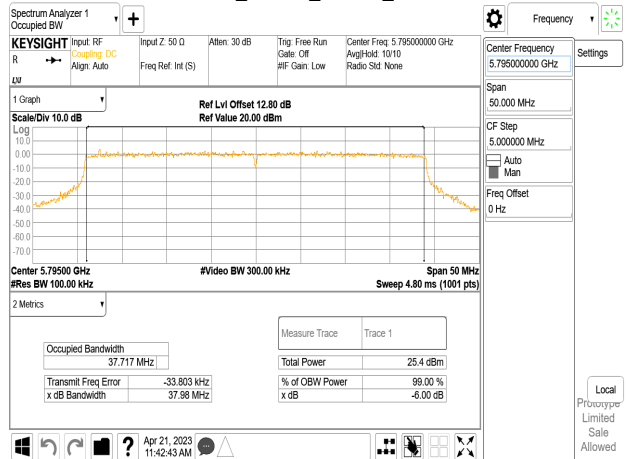 Spectrum Analyzer 1
Occupied BW
Frequency
KEYSIGHT
R
LXI
Input: RF
Coupling: DC
Align: Auto
Input Z: 50 Ω
Freq Ref: Int (S)
Atten: 30 dB
Trig: Free Run
Gate: Off
#IF Gain: Low
Center Freq: 5.795000000 GHz
Avg|Hold: 10/10
Radio Std: None
Center Frequency
5.795000000 GHz
Settings
Span
50.000 MHz
CF Step
5.000000 MHz
Auto
Man
Freq Offset
0 Hz
1 Graph
Scale/Div 10.0 dB
Ref Lvl Offset 12.80 dB
Ref Value 20.00 dBm
Log
10.0
0.00
-10.0
-20.0
-30.0
-40.0
-50.0
-60.0
-70.0
Center 5.79500 GHz
#Video BW 300.00 kHz
Span 50 MHz
#Res BW 100.00 kHz
Sweep 4.80 ms (1001 pts)
2 Metrics
Measure Trace
Trace 1
Occupied Bandwidth
37.717 MHz
Total Power
25.4 dBm
Transmit Freq Error
-33.803 kHz
% of OBW Power
99.00 %
x dB Bandwidth
37.98 MHz
x dB
-6.00 dB
Local
Prototype
Limited
Sale
Allowed
?
Apr 21, 2023
11:42:43 AM